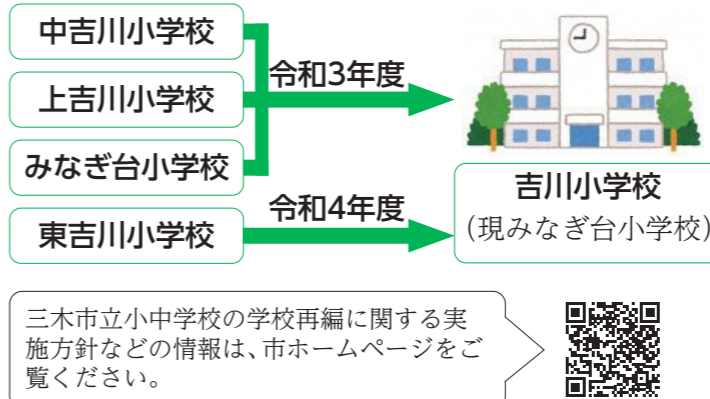 中吉川小学校
上吉川小学校
みなぎ台小学校
東吉川小学校
令和3年度
令和4年度
吉川小学校
(現みなぎ台小学校)
三木市立小中学校の学校再編に関する実
施方針などの情報は、市ホームページをご
覧ください。